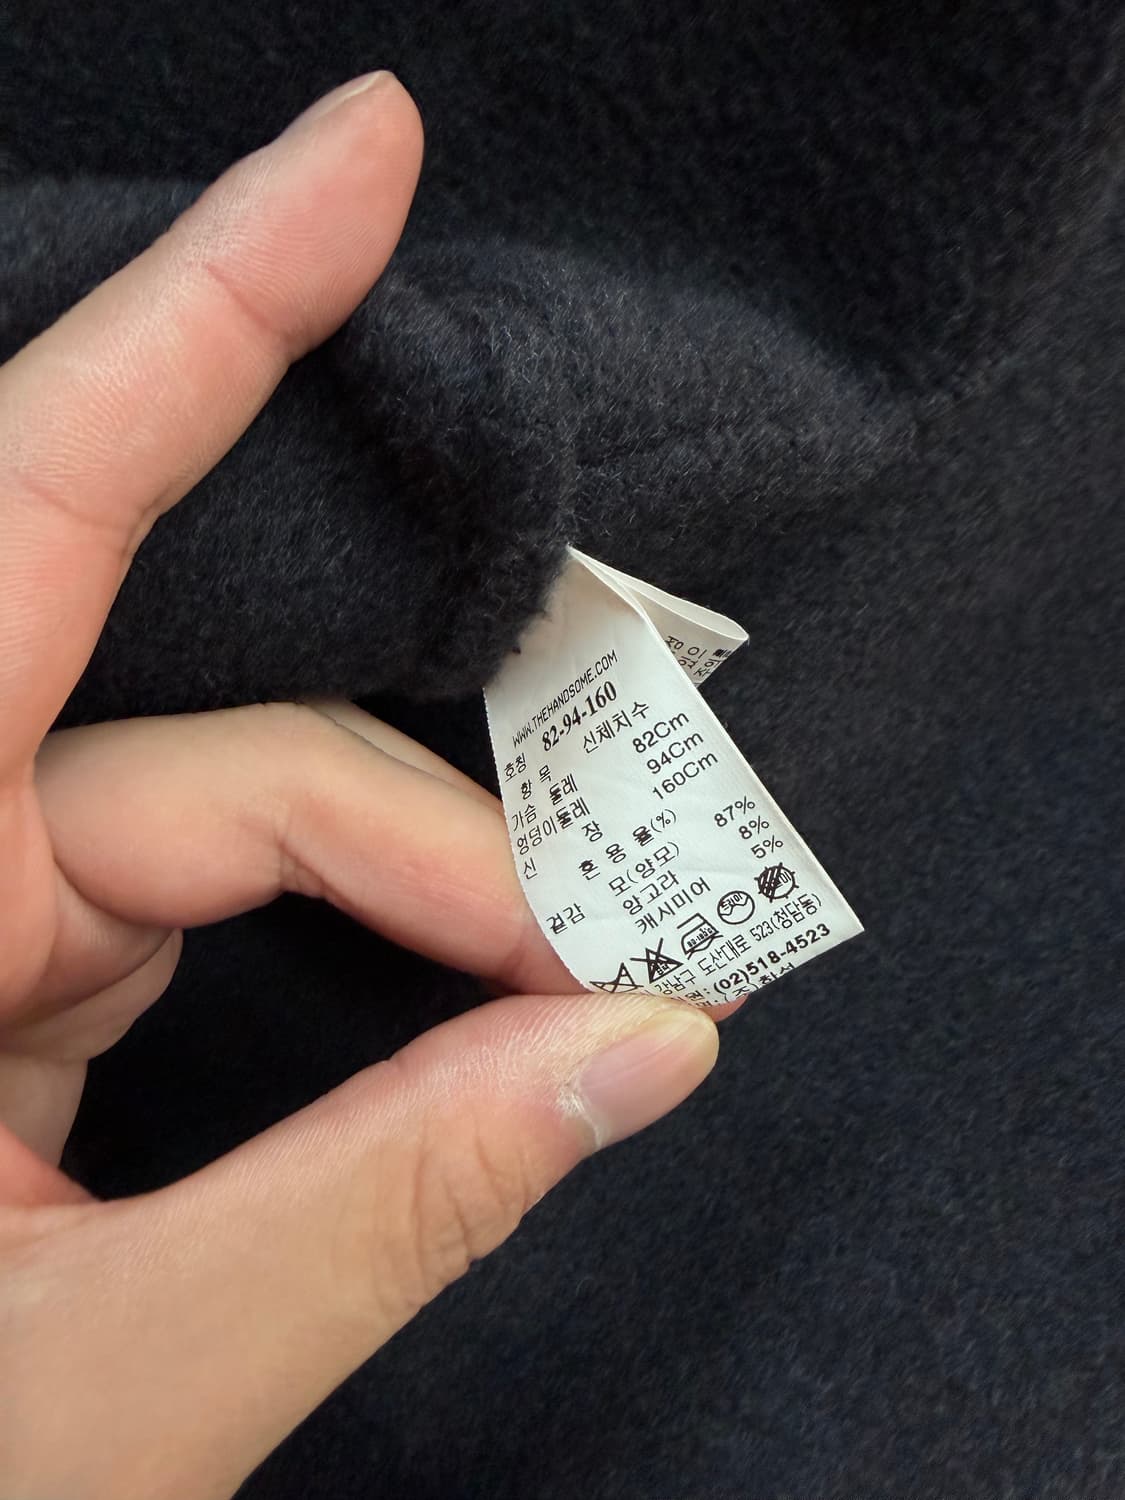 WWW.THEHANDSOME.COM
호칭 82-94-160
항 목 신체치수
가슴 둘레 82Cm
엉덩이둘레 94Cm
신 장 160Cm
혼 용 율(%)
겉감 모(양모) 87%
앙고라 8%
캐시미어 5%
강남구 도산대로 523(청담동)
(02)518-4523